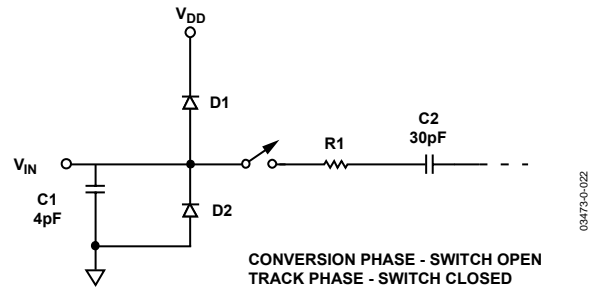 VDD
D1
C2
R1
30pF
VIN
C1
4pF
D2
CONVERSION PHASE - SWITCH OPEN
TRACK PHASE - SWITCH CLOSED
03473-0-022